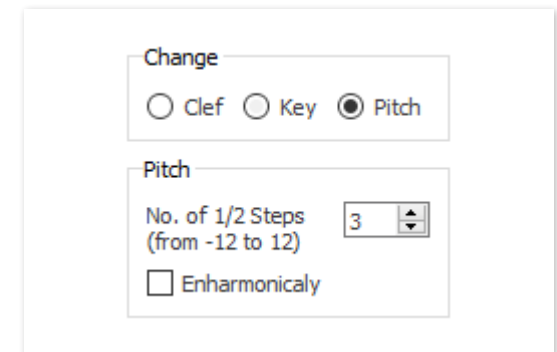 Change
Clef Key Pitch
Pitch
No. of 1/2 Steps
(from -12 to 12)
3
Enharmonicaly